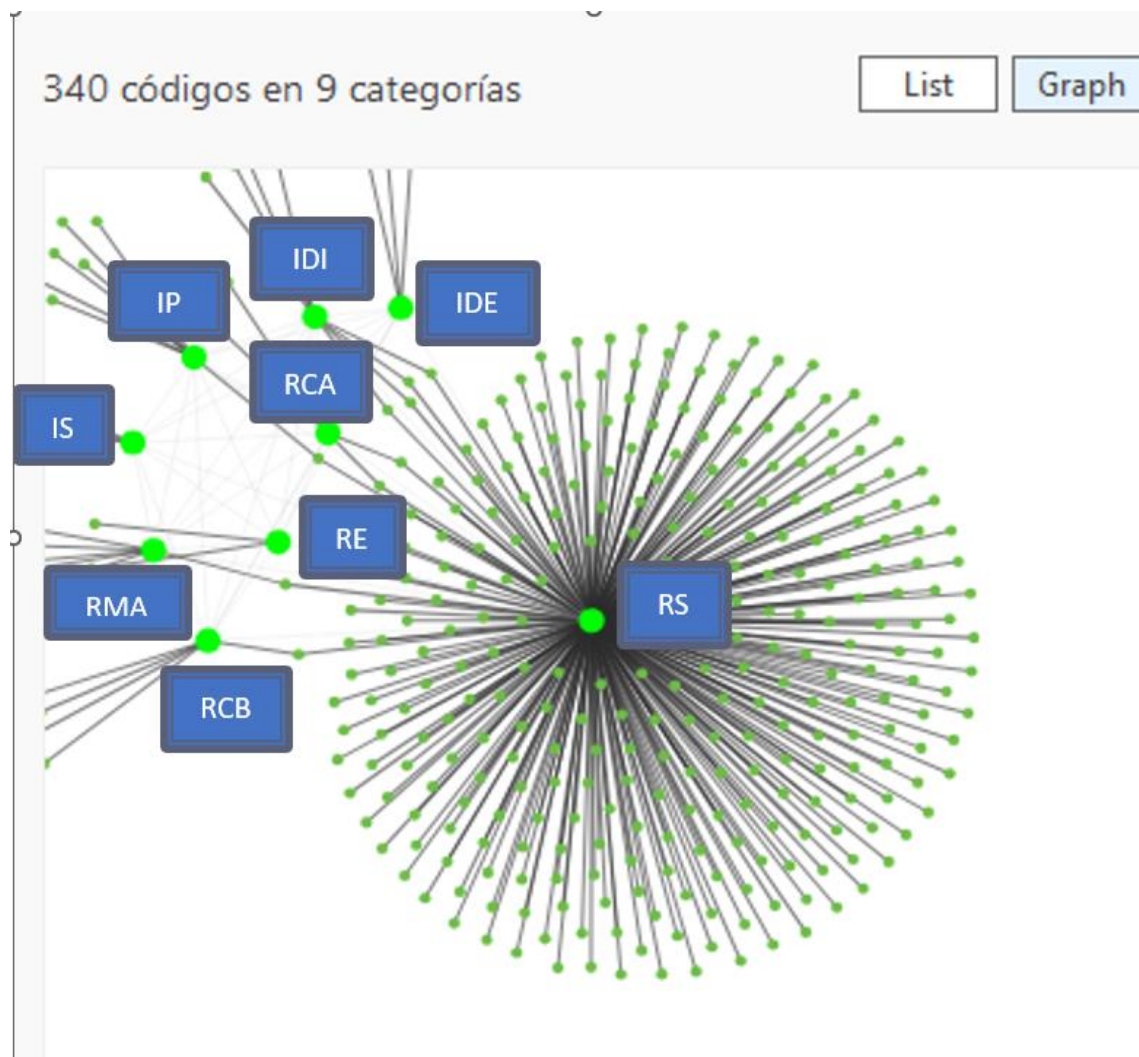 340 códigos en 9 categorías
List
Graph
IDI
IP
IDE
RCA
IS
RE
RMA
RS
RCB